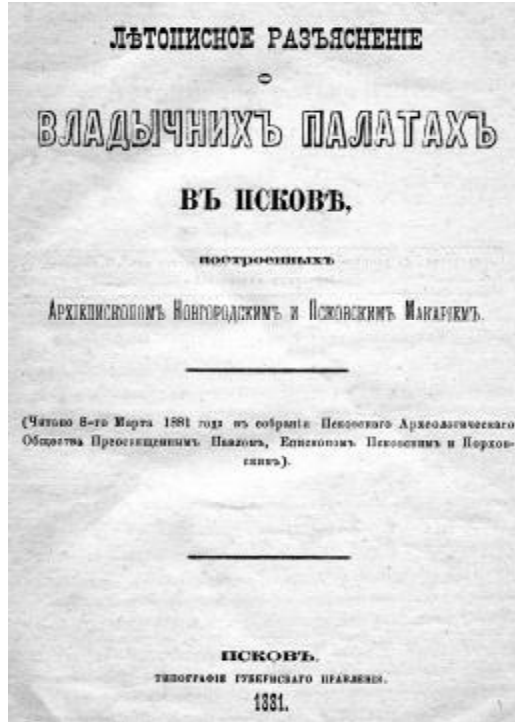 ЛѢТОПИСНОЕ РАЗЪЯСНЕНІЕ
О
ВЛАДЫЧНИХЪ ПАЛАТАХЪ
ВЪ ПСКОВѢ,
построенныхъ
Архіепископомъ Новгородскимъ и Псковскимъ Макаріемъ.
(Читано 8-го Марта 1881 года въ собраніи Псковскаго Археологическаго
Общества Преосвященнымъ Павломъ, Епископомъ Псковскимъ и Порхов-
скимъ).
ПСКОВЪ.
ТИПОГРАФІЯ ГУБЕРНСКАГО ПРАВЛЕНІЯ.
1881.